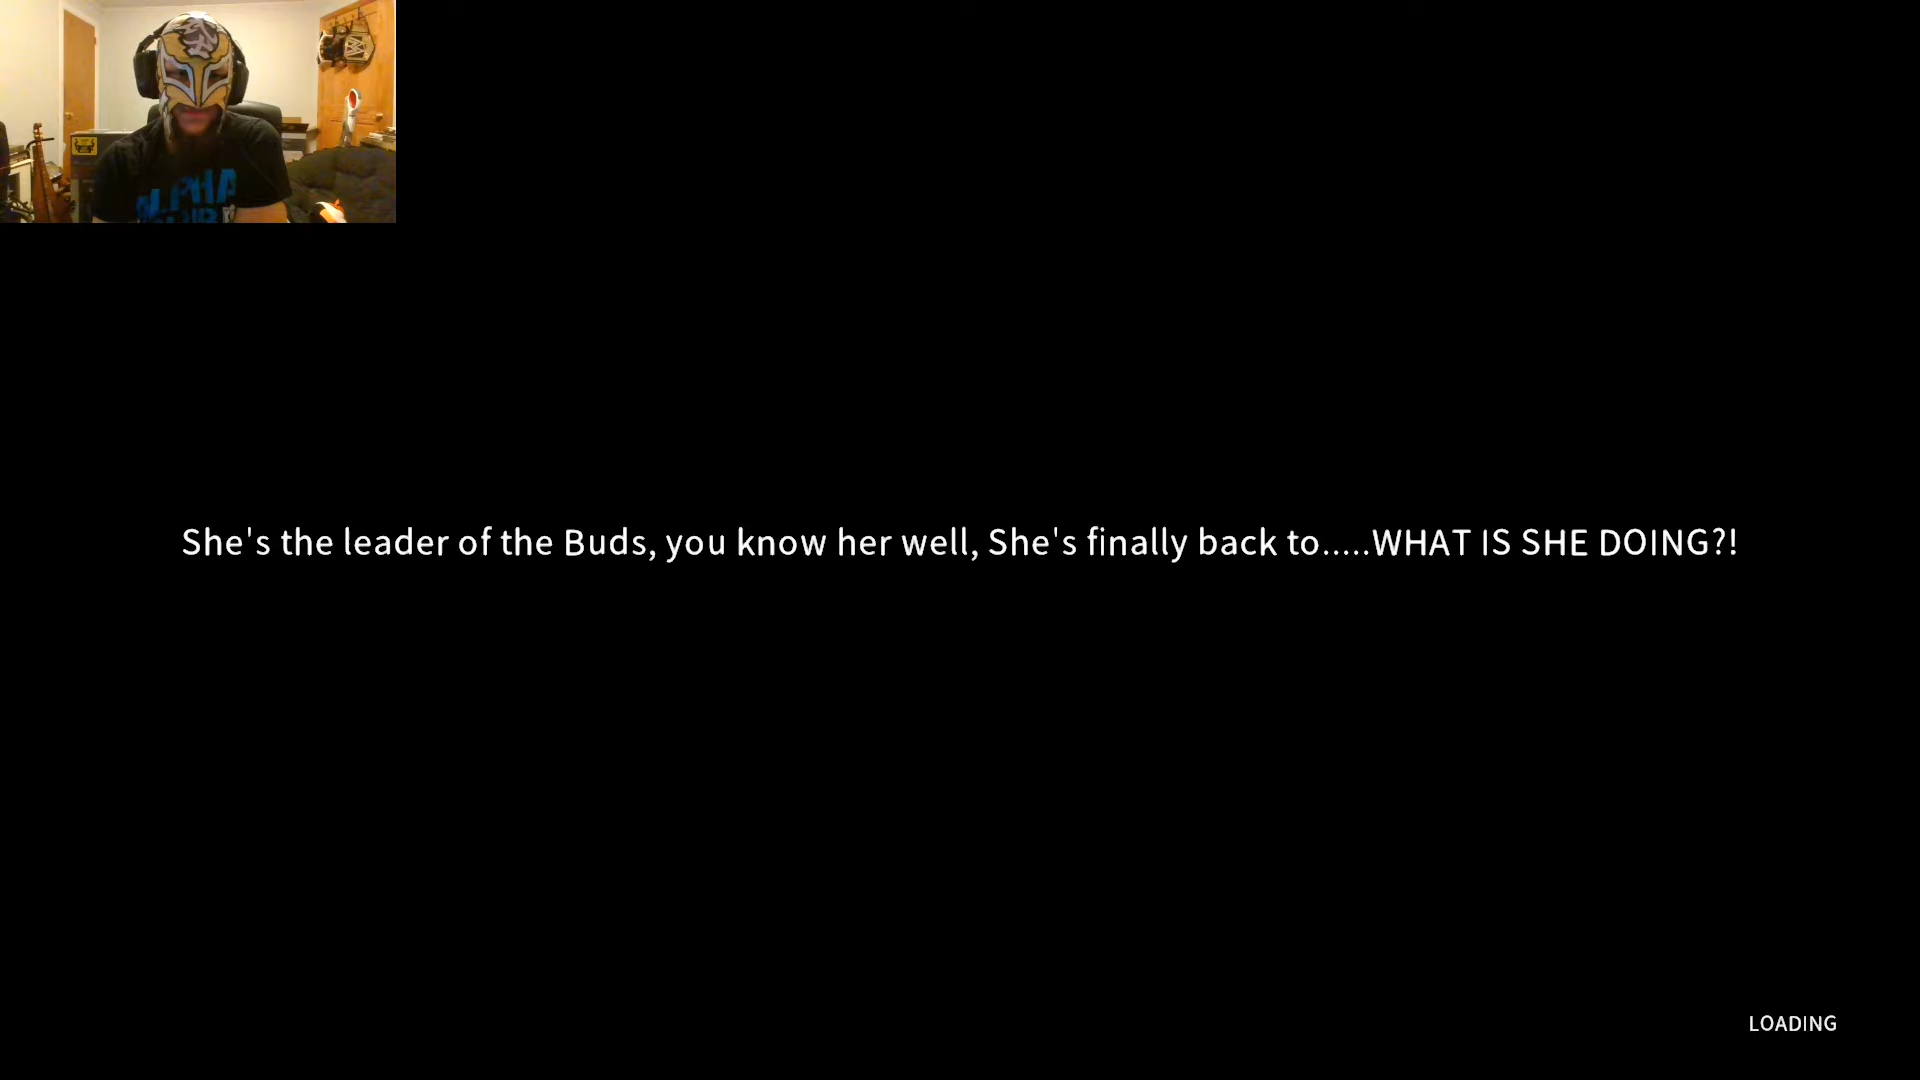 ALPHA
She's the leader of the Buds, you know her well, She's finally back to.....WHAT IS SHE DOING?!
LOADING